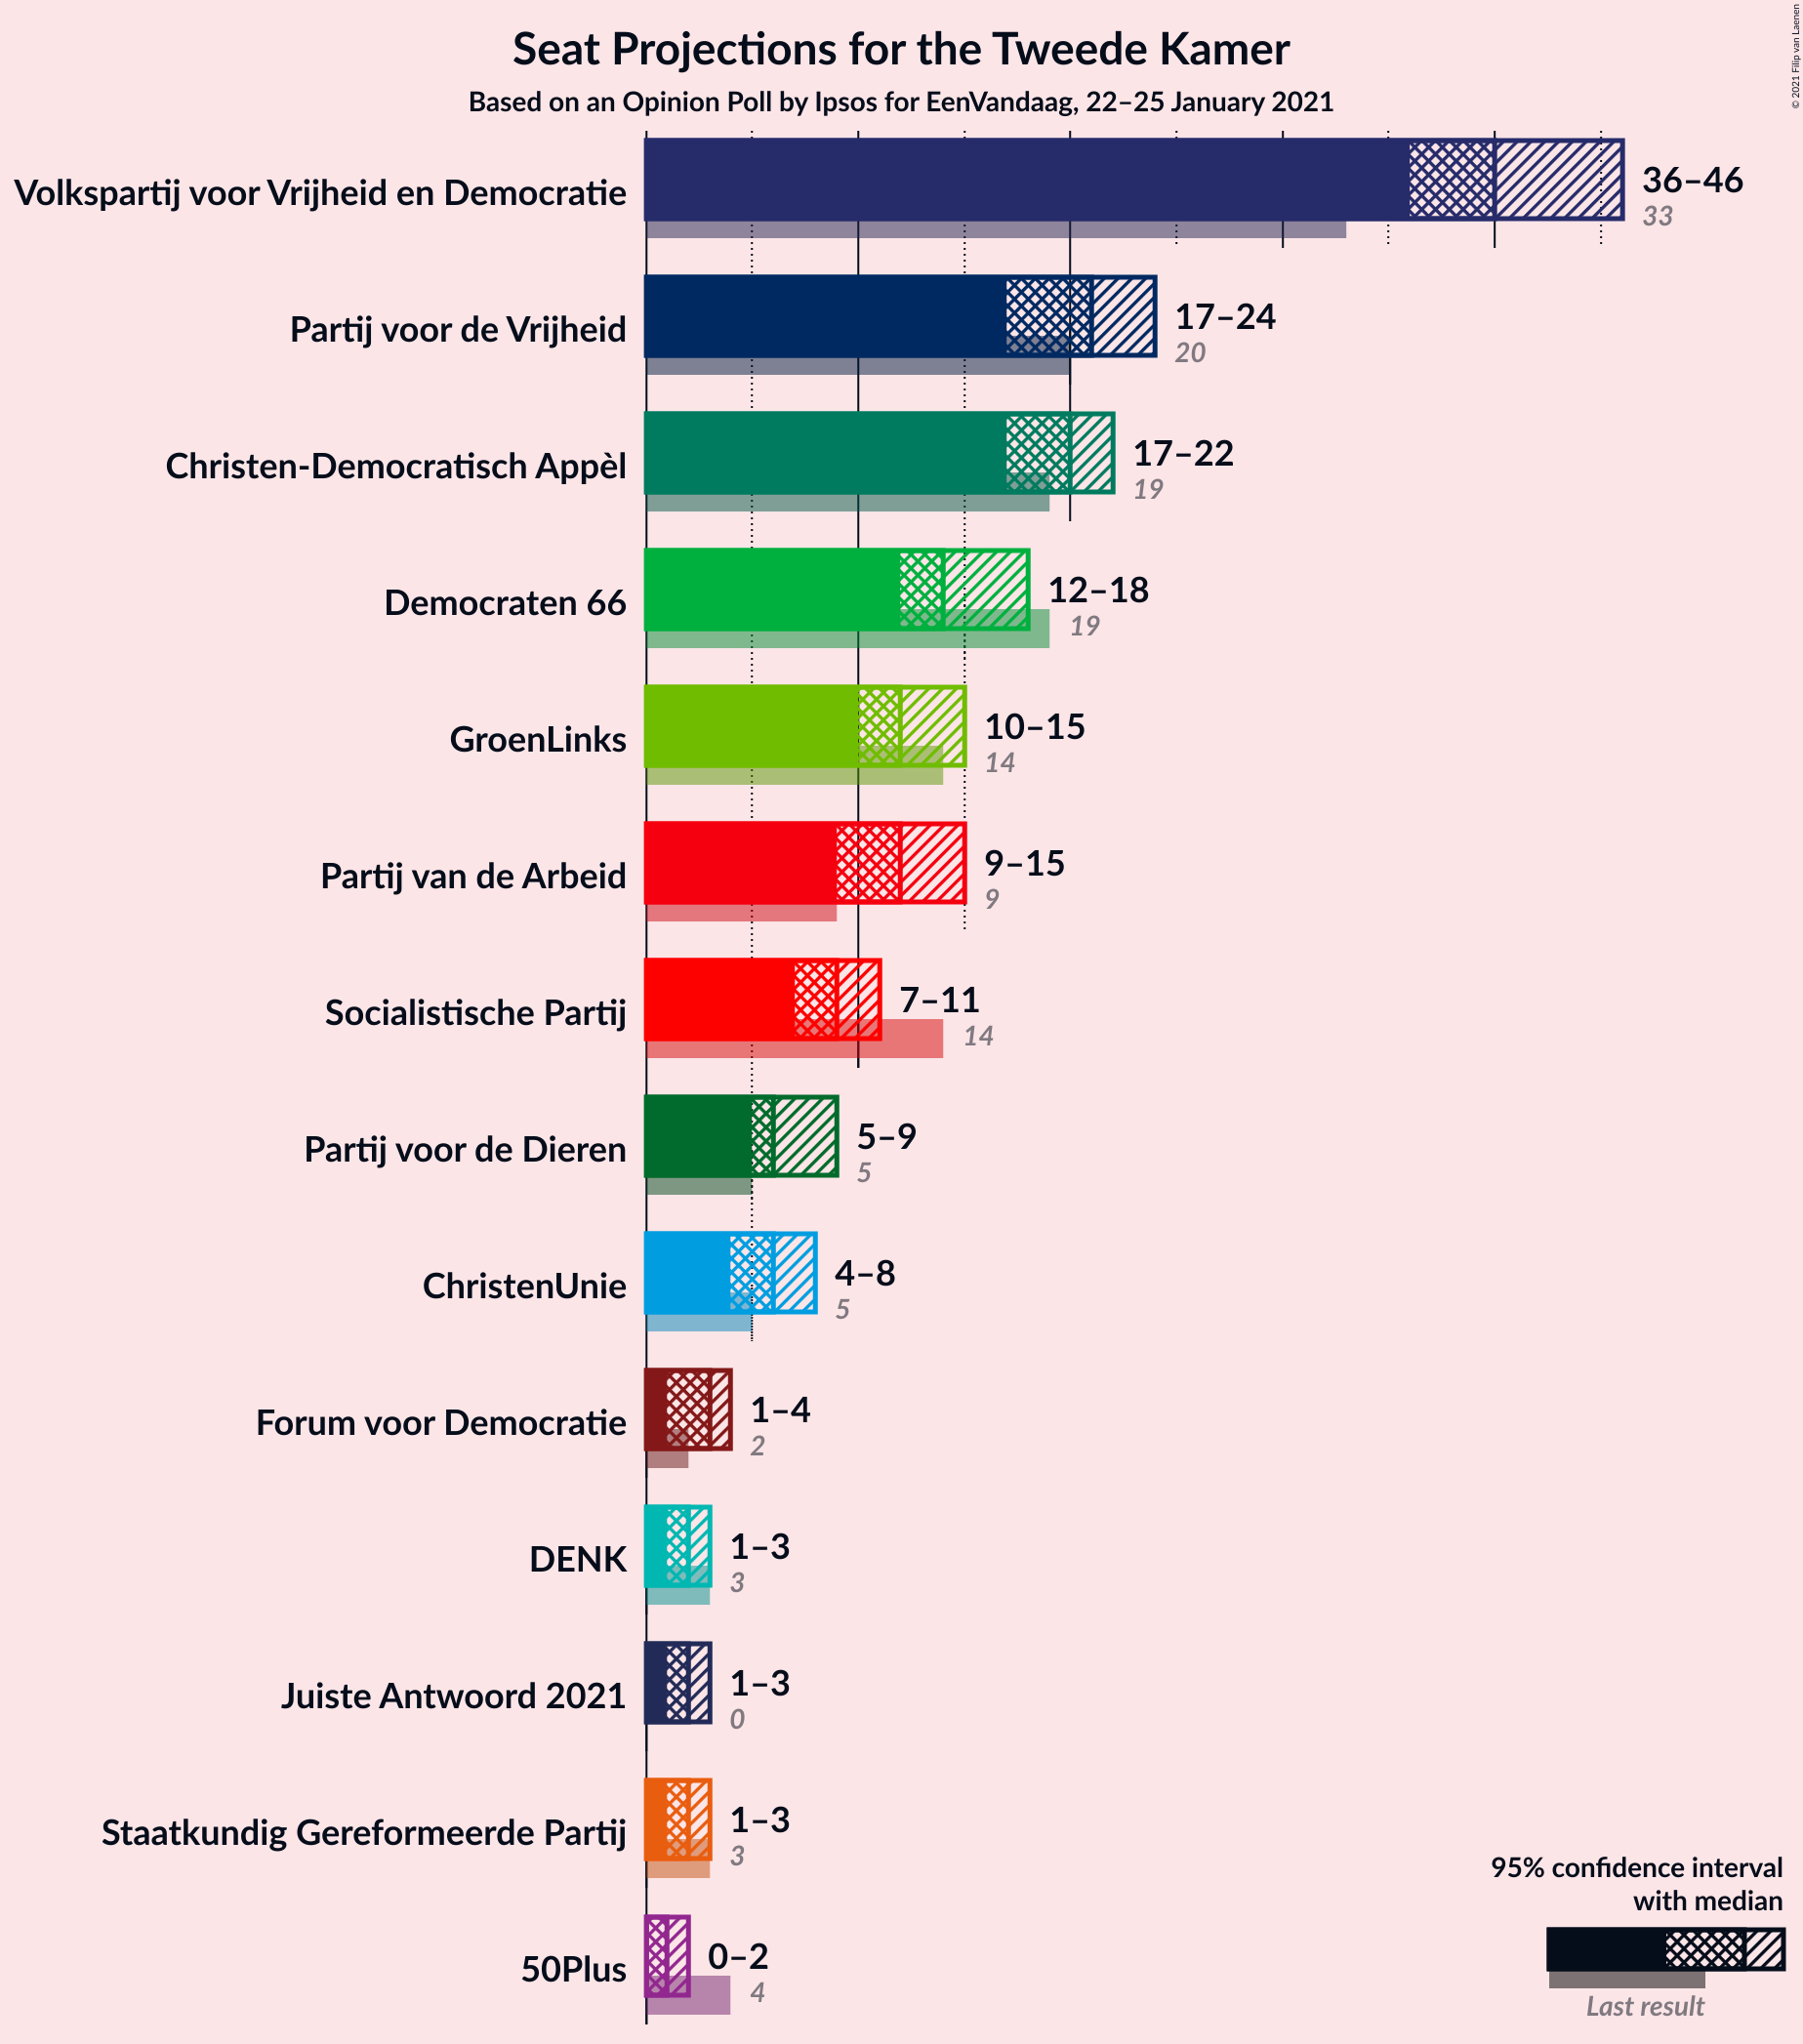 Seat Projections for the Tweede Kamer
Based on an Opinion Poll by Ipsos for EenVandaag, 22–25 January 2021
© 2021 Filip van Laenen
Volkspartij voor Vrijheid en Democratie
36–46
33
Partij voor de Vrijheid
17–24
20
Christen-Democratisch Appèl
17–22
19
Democraten 66
12–18
19
GroenLinks
10–15
14
Partij van de Arbeid
9–15
9
Socialistische Partij
7–11
14
Partij voor de Dieren
5–9
5
ChristenUnie
4–8
5
Forum voor Democratie
1–4
2
DENK
1–3
3
Juiste Antwoord 2021
1–3
0
Staatkundig Gereformeerde Partij
1–3
3
50Plus
0–2
4
95% confidence interval
with median
Last result